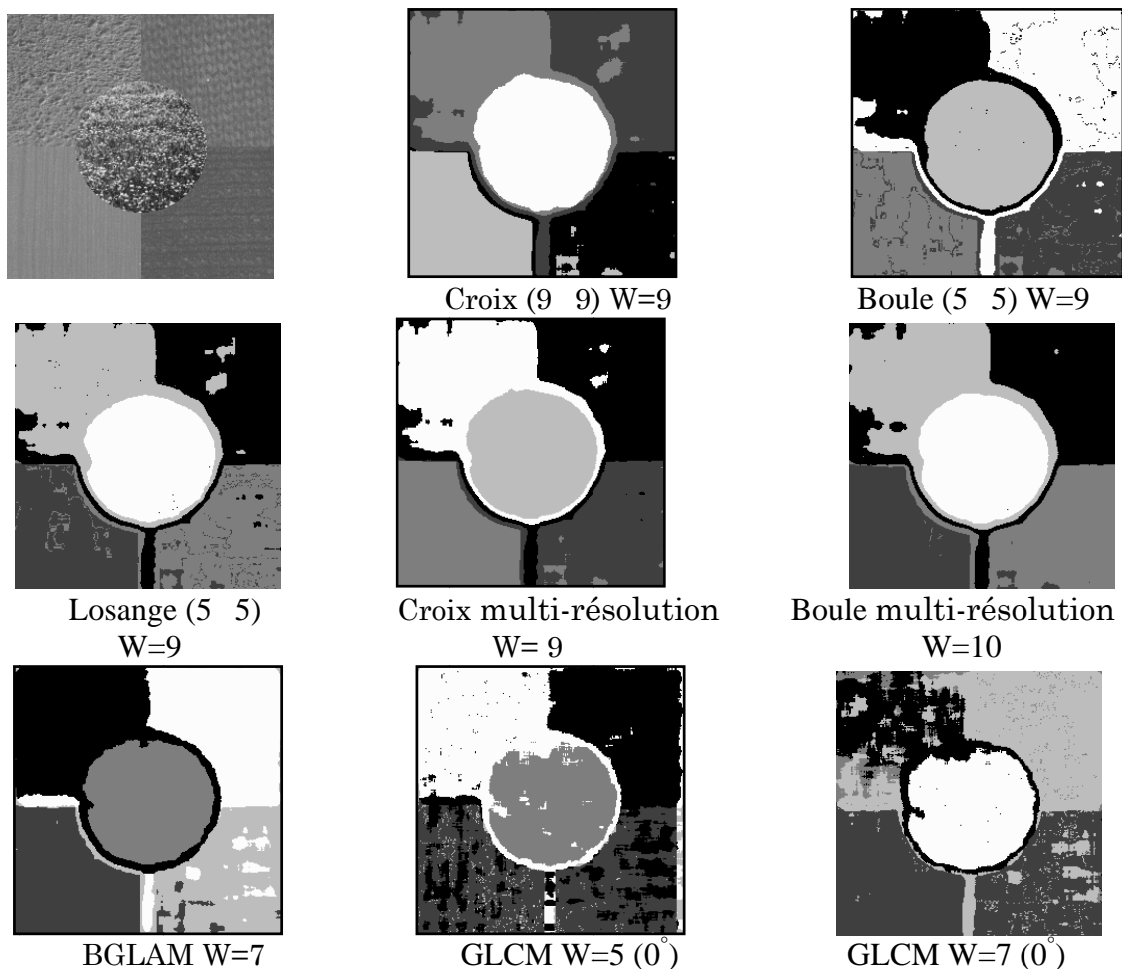 Croix (9 9) W=9
Boule (5 5) W=9
Losange (5 5)
W=9
Croix multi-résolution
W= 9
Boule multi-résolution
W=10
BGLAM W=7
GLCM W=5 (0°)
GLCM W=7 (0°)